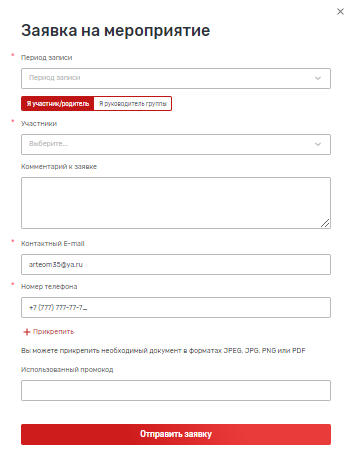 Заявка на мероприятие
* Период записи
Период записи
Я участник/родитель Я руководитель группы
* Участники
Выберите...
Комментарий к заявке
* Контактный E-mail
arteom35@ya.ru
* Номер телефона
+7 (777) 777-77-7_
+ Прикрепить
Вы можете прикрепить необходимый документ в форматах JPEG, JPG, PNG или PDF
Использованный промокод
Отправить заявку